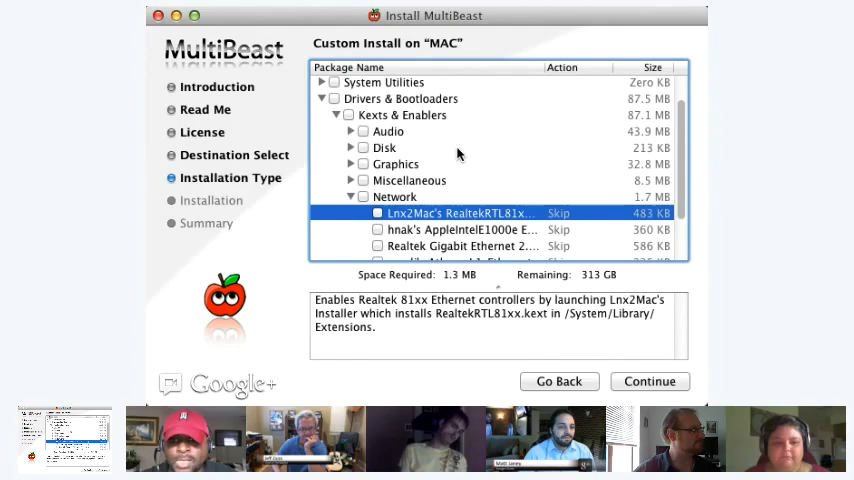 Install MultiBeast
MultiBeast
Custom Install on “MAC”
Package Name Action Size
System Utilities Zero KB
Drivers & Bootloaders 87.5 MB
Kexts & Enablers 87.1 MB
Audio 43.9 MB
Disk 213 KB
Graphics 32.8 MB
Miscellaneous 8.5 MB
Network 1.7 MB
Lnx2Mac's RealtekRTL81x... Skip 483 KB
hnak's AppleIntelE1000e E... Skip 360 KB
Realtek Gigabit Ethernet 2.... Skip 586 KB
Introduction
Read Me
License
Destination Select
Installation Type
Installation
Summary
Space Required: 1.3 MB Remaining: 313 GB
Enables Realtek 81xx Ethernet controllers by launching Lnx2Mac's
Installer which installs RealtekRTL81xx.kext in /System/Library/
Extensions.
Google+
Go Back Continue